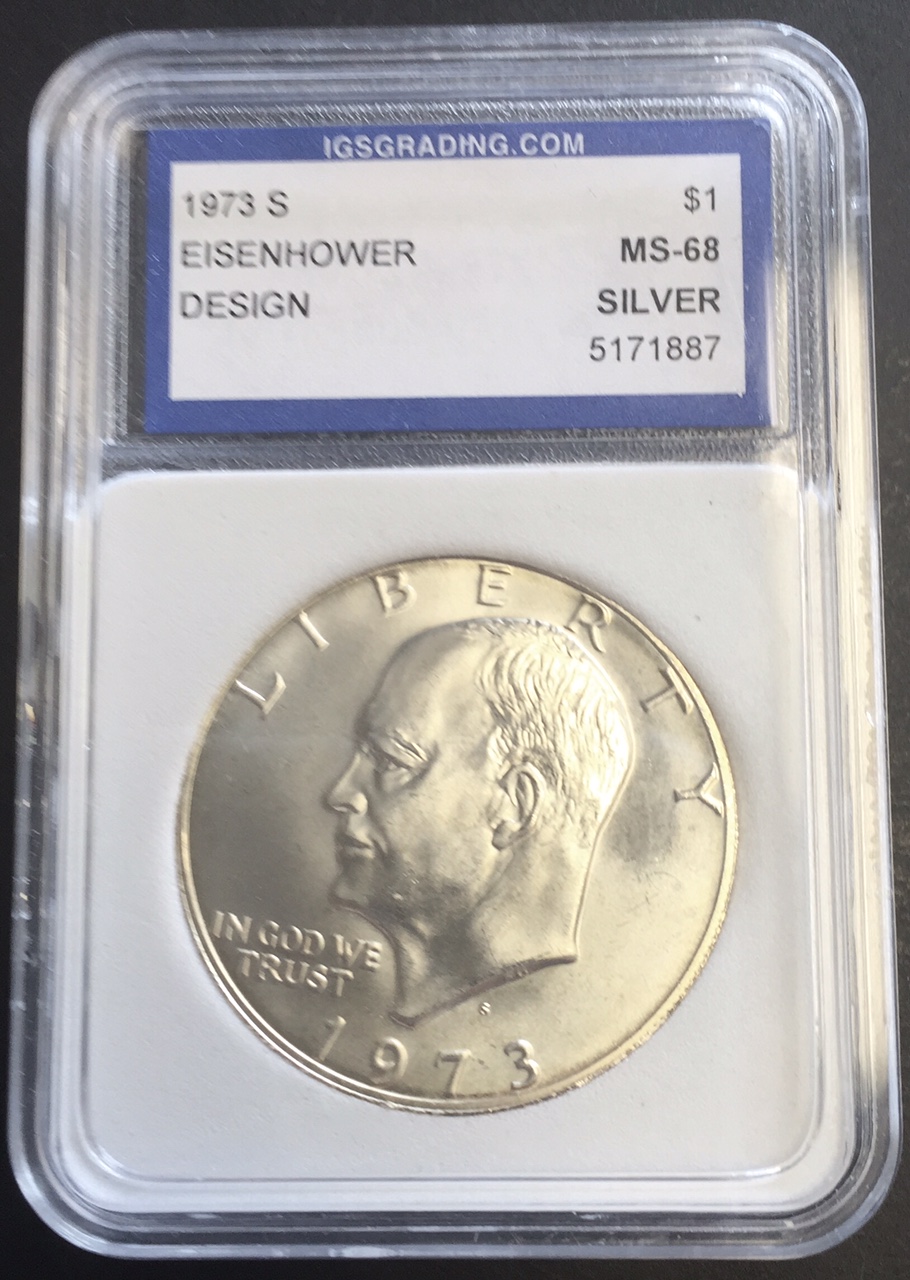 IGSGRADING.COM
1973 S $1
EISENHOWER MS-68
DESIGN SILVER
5171887
LIBERTY
IN GOD WE
TRUST
S
1973